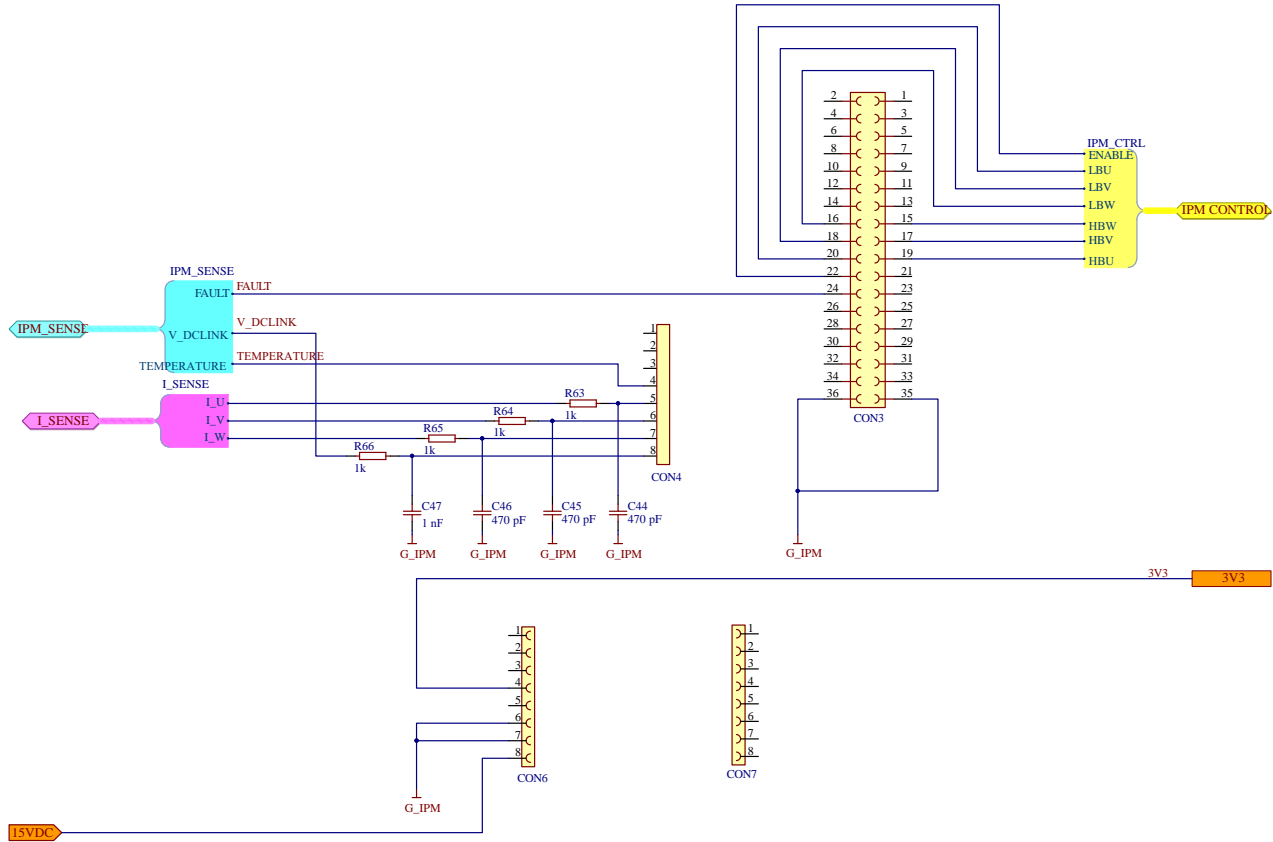 2 1
4 3
6 5
8 7
10 9
12 11
14 13
16 15
18 17
20 19
22 21
24 23
26 25
28 27
30 29
32 31
34 33
36 35
CON3
IPM_CTRL
ENABLE
LBU
LBV
LBW
HBW
HBV
HBU
IPM CONTROL
IPM_SENSE
IPM_SENSE
FAULT
FAULT
V_DCLINK
V_DCLINK
TEMPERATURE
TEMPERATURE
I_SENSE
I_SENSE
I_U
I_V
I_W
R63
1k
R64
1k
R65
1k
R66
1k
1
2
3
4
5
6
7
8
CON4
C47
1 nF
C46
470 pF
C45
470 pF
C44
470 pF
G_IPM
G_IPM
G_IPM
G_IPM
G_IPM
3V3
3V3
1
2
3
4
5
6
7
8
CON6
1
2
3
4
5
6
7
8
CON7
G_IPM
15VDC